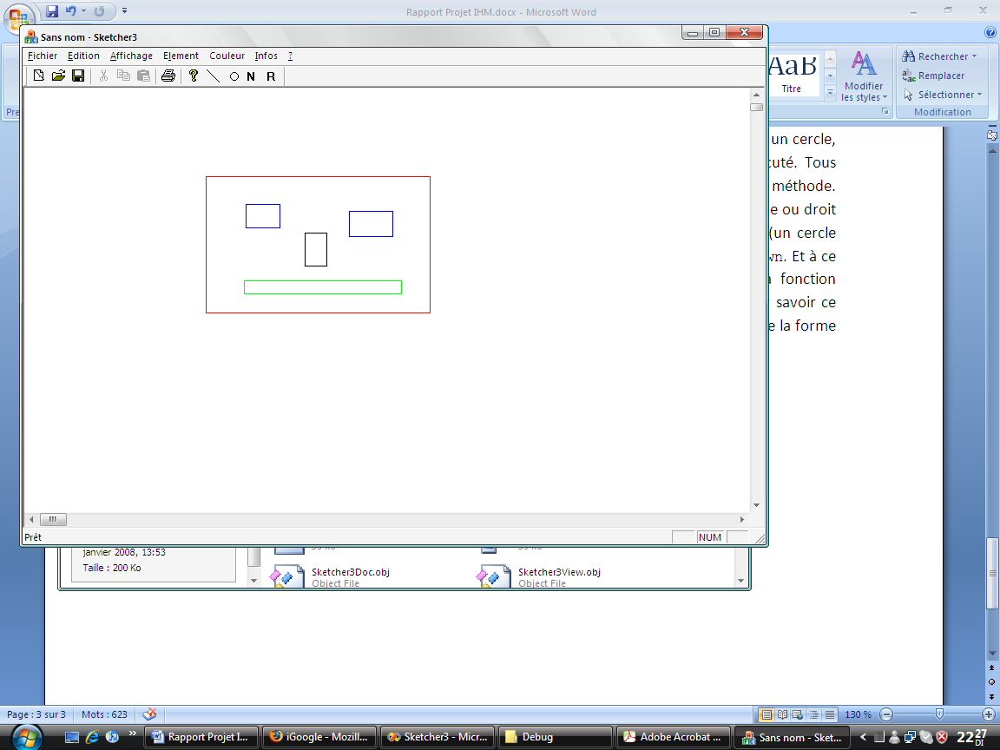 Rapport Projet IHM.docx - Microsoft Word
Sans nom - Sketcher3
Fichier Edition Affichage Element Couleur Infos ?
N R
AaB
Titre
Modifier
les styles
Rechercher
Remplacer
Sélectionner
Modification
Pre
un cercle,
cuté. Tous
méthode.
e ou droit
(un cercle
wn. Et à ce
fonction
savoir ce
e la forme
Prêt
NUM
janvier 2008, 13:53
Taille : 200 Ko
Sketcher3Doc.obj
Object File
Sketcher3View.obj
Object File
Page : 3 sur 3 Mots : 623
130 %
Rapport Projet I...
iGoogle - Mozill...
Sketcher3 - Micr...
Debug
Adobe Acrobat ...
Sans nom - Sket...
22 27
DI